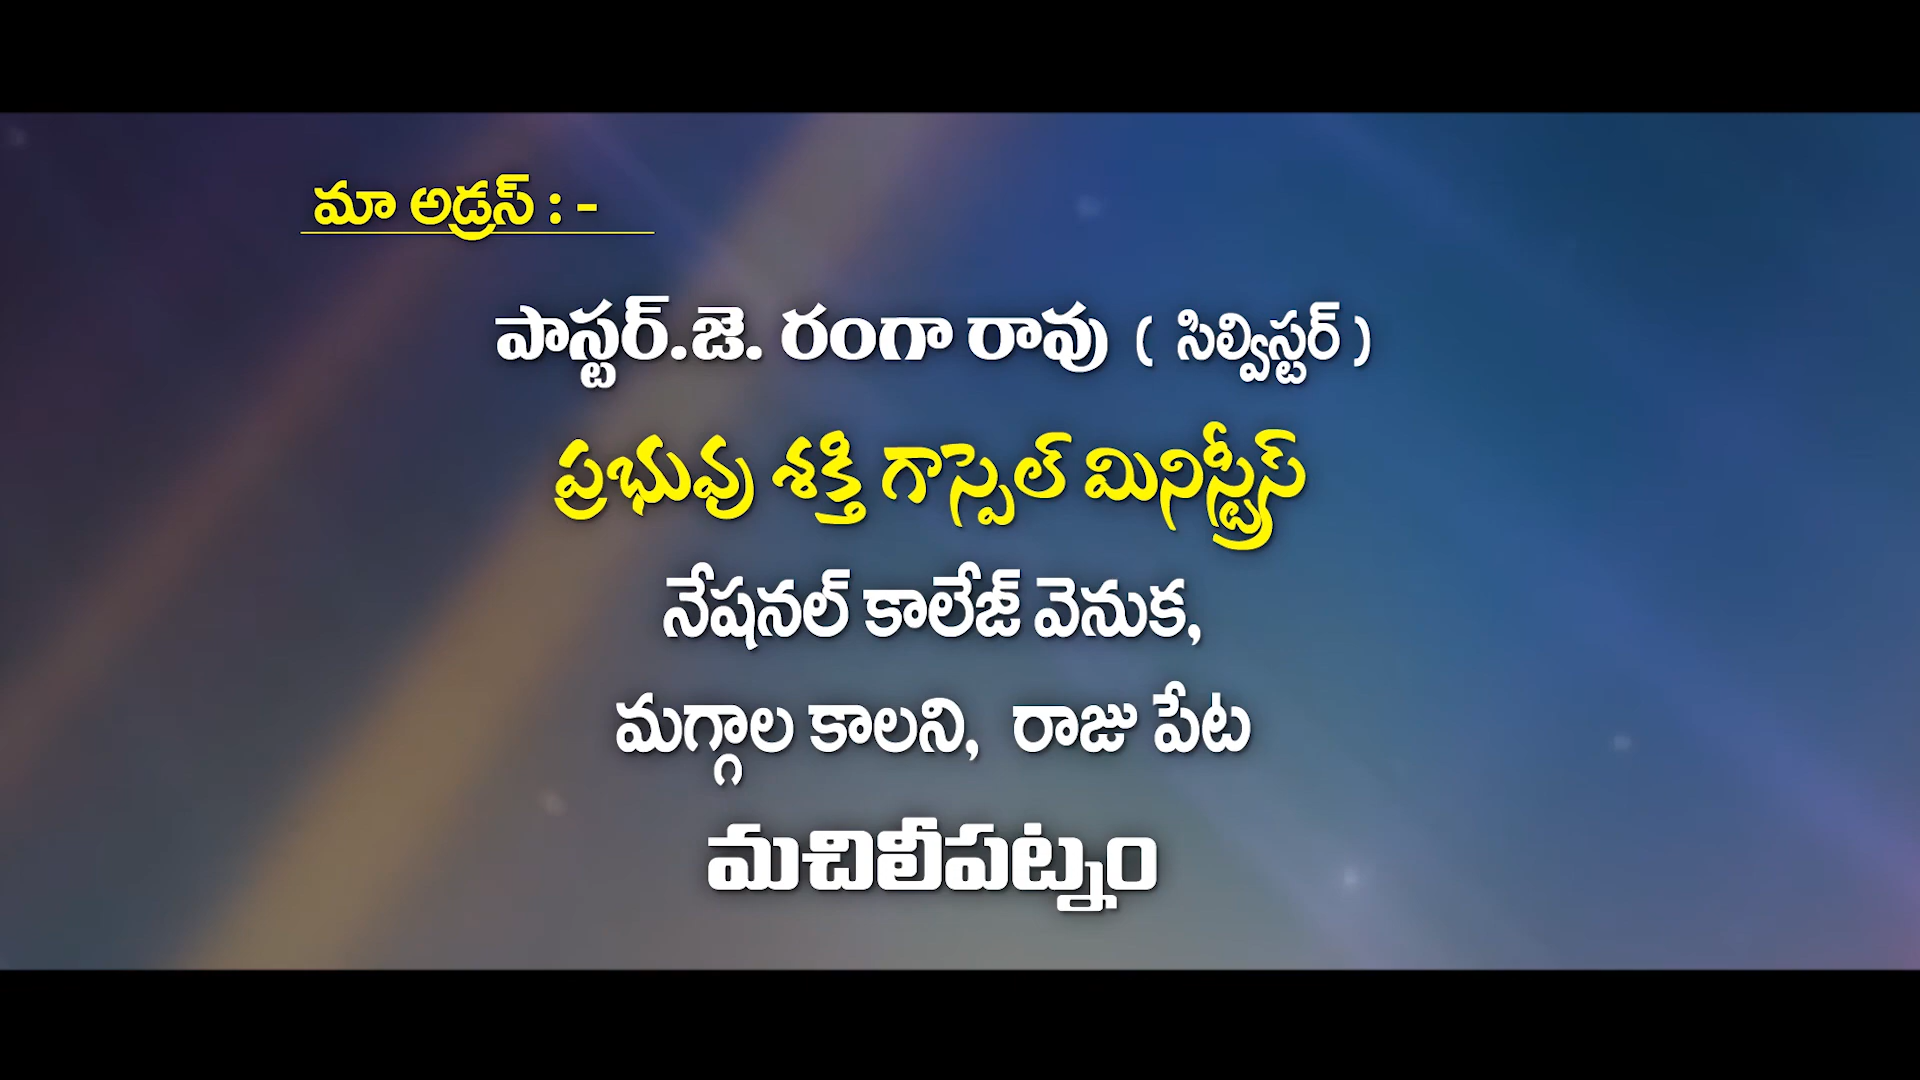 మా అడ్రస్ : -
పాస్టర్.జె. రంగా రావు ( సిల్విస్టర్ )
ప్రభువు శక్తి గాస్పెల్ మినిస్ట్రీస్
నేషనల్ కాలేజ్ వెనుక,
మగ్గాల కాలని, రాజు పేట
మచిలీపట్నం